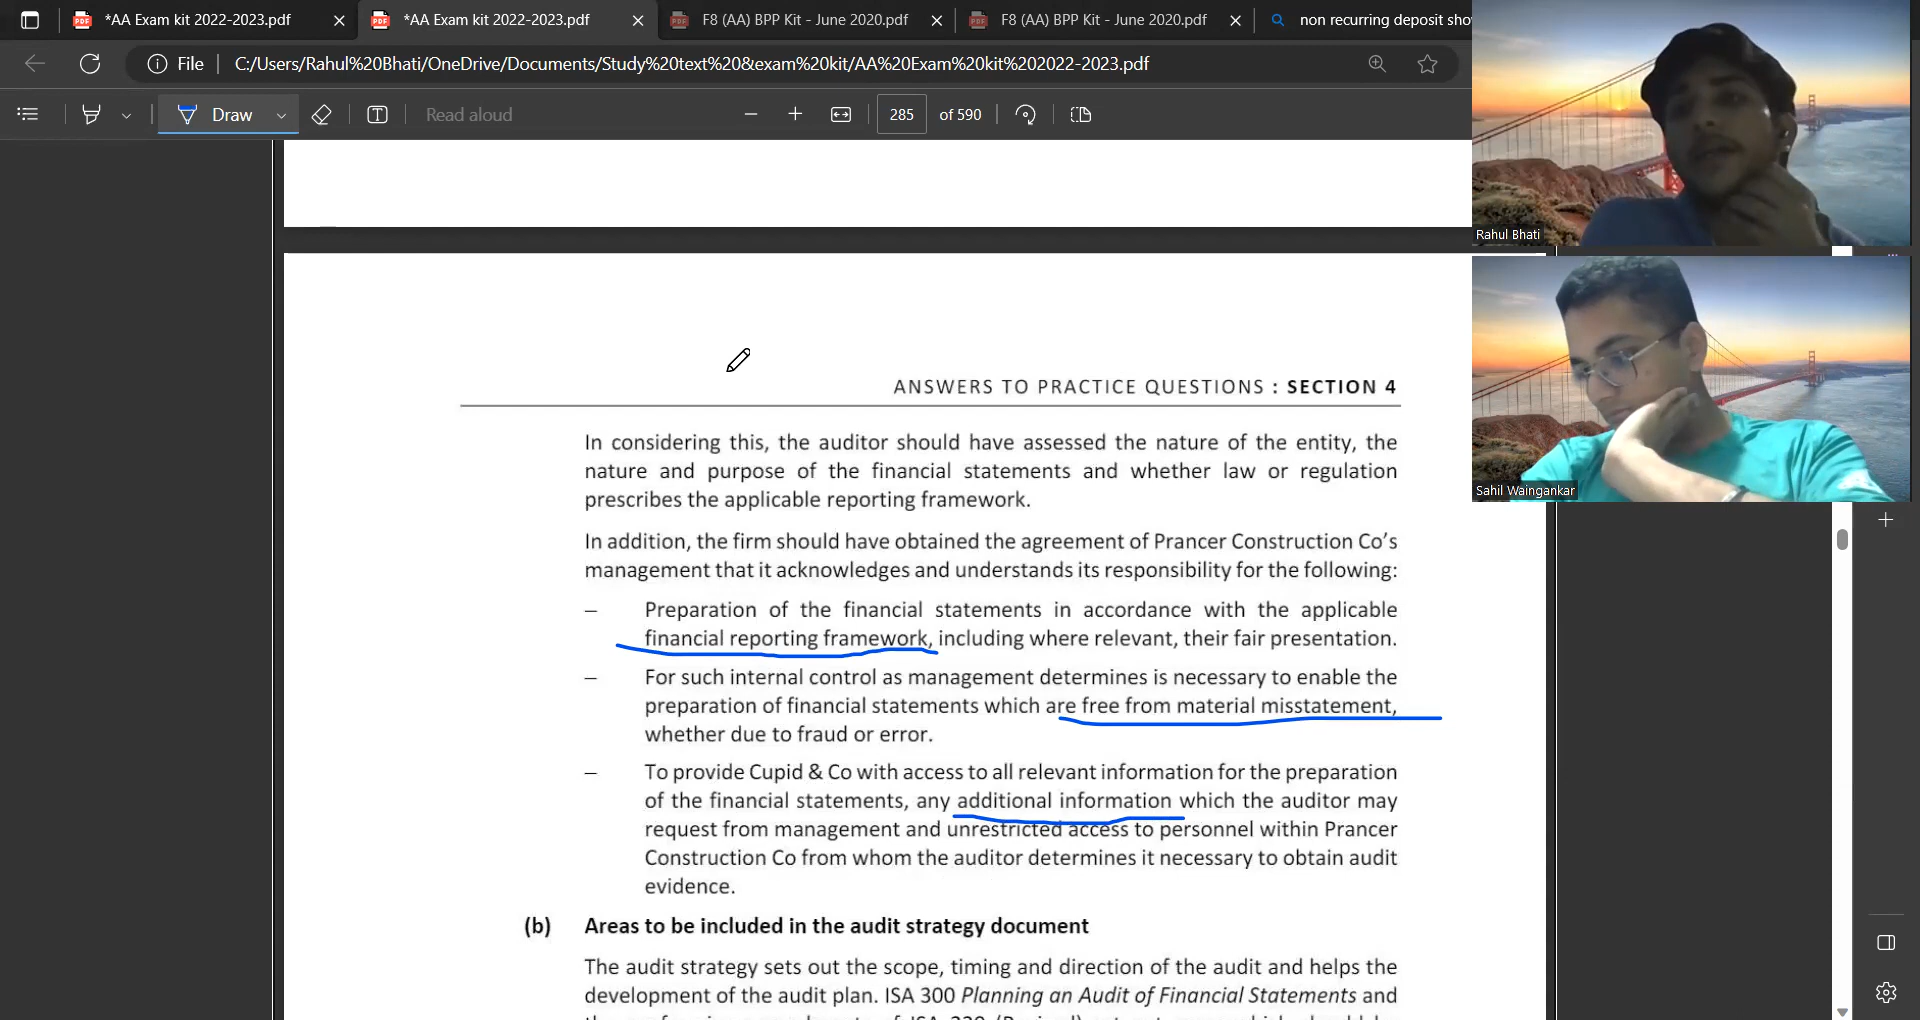 *AA Exam kit 2022-2023.pdf
*AA Exam kit 2022-2023.pdf
F8 (AA) BPP Kit - June 2020.pdf
F8 (AA) BPP Kit - June 2020.pdf
non recurring deposit sho
File
C:/Users/Rahul%20Bhati/OneDrive/Documents/Study%20text%20&exam%20kit/AA%20Exam%20kit%202022-2023.pdf
Draw
Read aloud
285 of 590
Rahul Bhati
Sahil Waingankar
ANSWERS TO PRACTICE QUESTIONS : SECTION 4
In considering this, the auditor should have assessed the nature of the entity, the
nature and purpose of the financial statements and whether law or regulation
prescribes the applicable reporting framework.
In addition, the firm should have obtained the agreement of Prancer Construction Co’s
management that it acknowledges and understands its responsibility for the following:
– Preparation of the financial statements in accordance with the applicable
financial reporting framework, including where relevant, their fair presentation.
– For such internal control as management determines is necessary to enable the
preparation of financial statements which are free from material misstatement,
whether due to fraud or error.
– To provide Cupid & Co with access to all relevant information for the preparation
of the financial statements, any additional information which the auditor may
request from management and unrestricted access to personnel within Prancer
Construction Co from whom the auditor determines it necessary to obtain audit
evidence.
(b) Areas to be included in the audit strategy document
The audit strategy sets out the scope, timing and direction of the audit and helps the
development of the audit plan. ISA 300 Planning an Audit of Financial Statements and